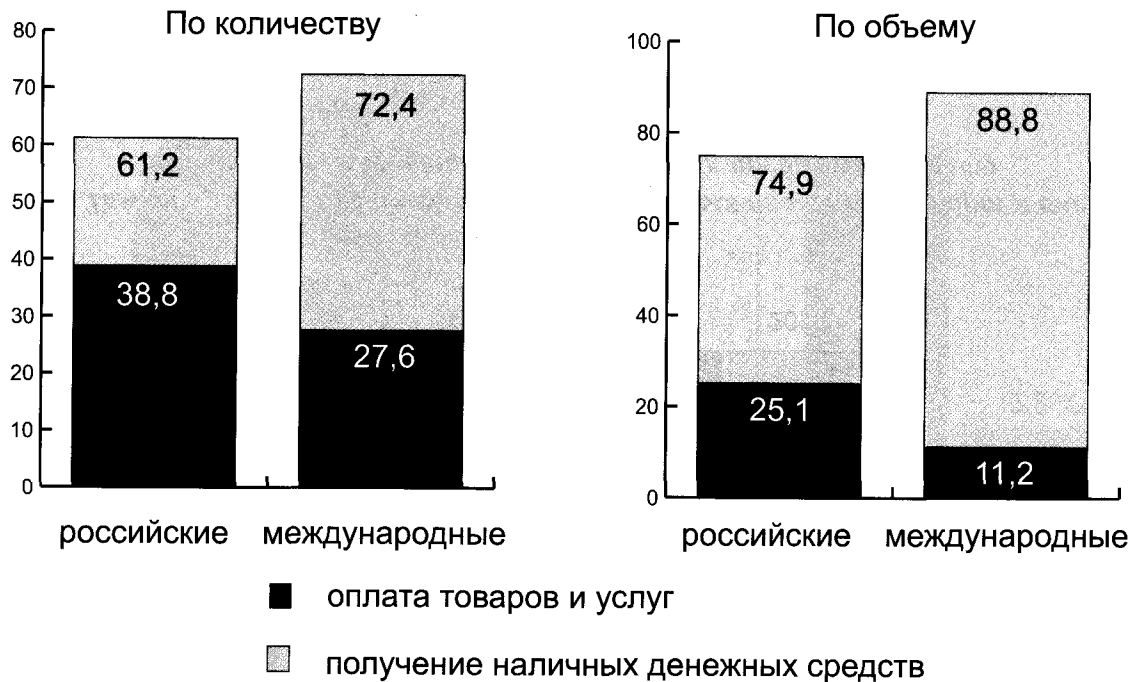 По количеству
80
70
60
50
40
30
20
10
0
61,2
38,8
72,4
27,6
российские
международные
По объему
100
80
60
40
20
0
74,9
25,1
88,8
11,2
российские
международные
оплата товаров и услуг
получение наличных денежных средств